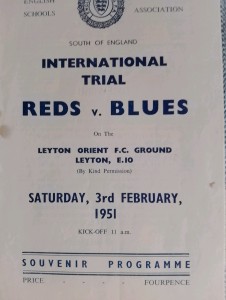 ENGLISH
SCHOOLS ASSOCIATION
SOUTH OF ENGLAND
INTERNATIONAL
TRIAL
REDS v. BLUES
On the
LEYTON ORIENT F.C. GROUND
LEYTON, E.10
(By Kind Permission)
SATURDAY, 3rd FEBRUARY,
1951
KICK-OFF 11 a.m.
SOUVENIR PROGRAMME
PRICE - - FOURPENCE